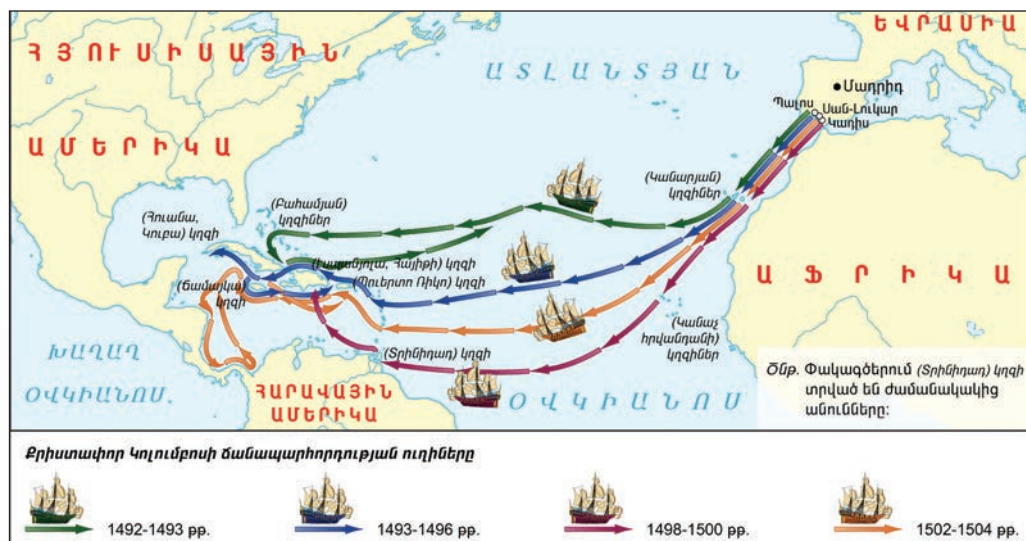 ՀՅՈՒՍԻՍԱՅԻՆ
ԱՄԵՐԻԿԱ
ԱՏԼԱՆՏՅԱՆ
ԵՎՐԱՍԻԱ
Մադրիդ
Պալոս
Սան-Լուկար
Կադիս
(Կանարյան)
կղզիներ
(Բահամյան)
կղզիներ
(Հուանա,
Կուբա) կղզի
(Էսպանյոլա, Հայիթի) կղզի
(Պուերտո Ռիկո) կղզի
(Ճամայկա)
կղզի
ԱՖՐԻԿԱ
(Կանաչ
հրվանդանի)
կղզիներ
(Տրինիդադ) կղզի
ԽԱՂԱՂ
ՕՎԿԻԱՆՈՍ.
ՀԱՐԱՎԱՅԻՆ
ԱՄԵՐԻԿԱ
ՕՎԿԻԱՆՈՍ
Ծնթ. Փակագծերում (Տրինիդադ) կղզի
տրված են ժամանակակից
անունները:
Քրիստափոր Կոլումբոսի ճանապարհորդության ուղիները
1492-1493 թթ.
1493-1496 թթ.
1498-1500 թթ.
1502-1504 թթ.